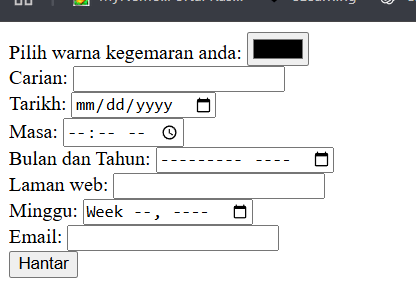 Pilih warna kegemaran anda:
Carian:
Tarikh: mm/dd/yyyy
Masa: --:-- --
Bulan dan Tahun: --------- ----
Laman web:
Minggu: Week --, ----
Email:
Hantar